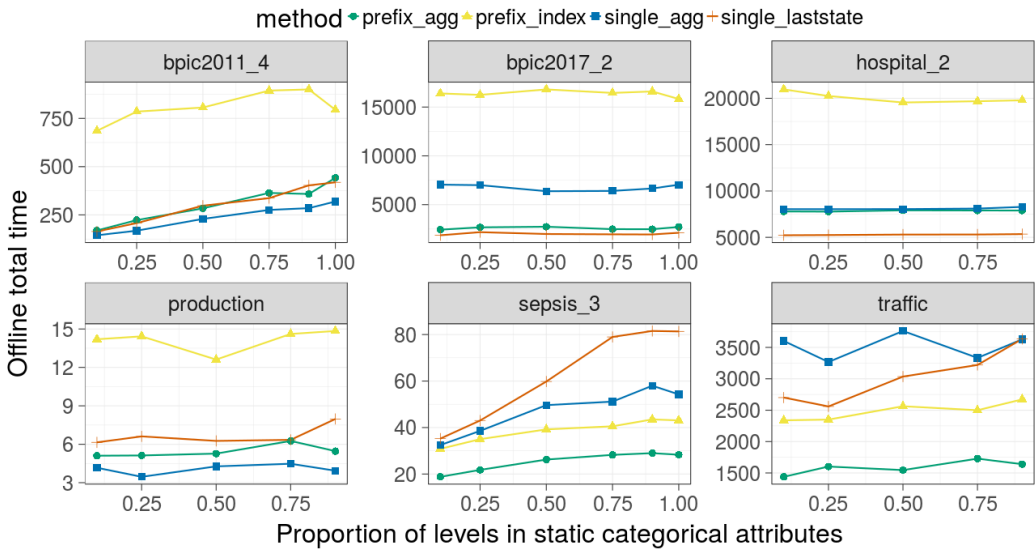 method prefix_agg prefix_index single_agg single_laststate
bpic2011_4 bpic2017_2 hospital_2
750
500
250
0.25 0.50 0.75 1.00
15000
10000
5000
0.25 0.50 0.75 1.00
20000
15000
10000
5000
0.25 0.50 0.75
production sepsis_3 traffic
15
12
9
6
3
0.25 0.50 0.75
80
60
40
20
0.25 0.50 0.75 1.00
3500
3000
2500
2000
1500
0.25 0.50 0.75
Offline total time
Proportion of levels in static categorical attributes